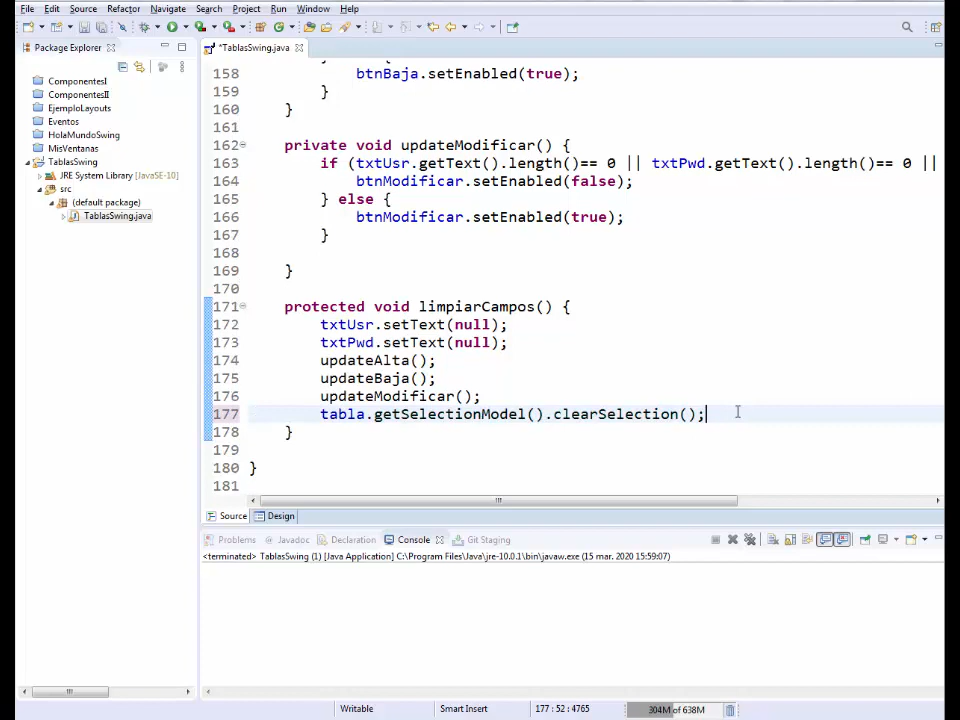 File Edit Source Refactor Navigate Search Project Run Window Help
Package Explorer
*TablasSwing.java
ComponentesI
ComponentesII
EjemploLayouts
Eventos
HolaMundoSwing
MisVentanas
TablasSwing
JRE System Library [JavaSE-10]
src
(default package)
TablasSwing.java
158 btnBaja.setEnabled(true);
159 }
160 }
161
162 private void updateModificar() {
163 if (txtUsr.getText().length()== 0 || txtPwd.getText().length()== 0 ||
164 btnModificar.setEnabled(false);
165 } else {
166 btnModificar.setEnabled(true);
167 }
168
169 }
170
171 protected void limpiarCampos() {
172 txtUsr.setText(null);
173 txtPwd.setText(null);
174 updateAlta();
175 updateBaja();
176 updateModificar();
177 tabla.getSelectionModel().clearSelection();
178 }
179
180 }
181
Source Design
Problems Javadoc Declaration Console Git Staging
<terminated> TablasSwing (1) [Java Application] C:\Program Files\Java\jre-10.0.1\bin\javaw.exe (15 mar. 2020 15:59:07)
Writable Smart Insert 177 : 52 : 4765 304M of 638M